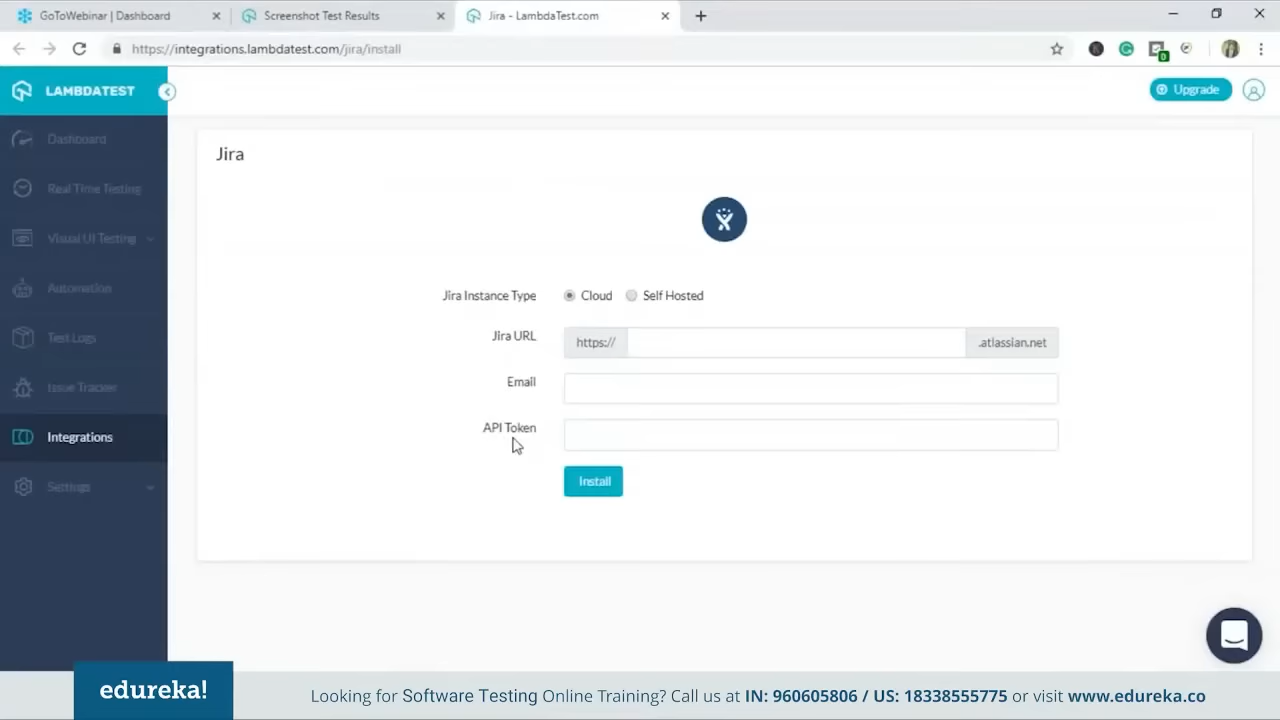 GoToWebinar | Dashboard
Screenshot Test Results
Jira - LambdaTest.com
https://integrations.lambdatest.com/jira/install
LAMBDATEST
Upgrade
Dashboard
Real Time Testing
Visual UI Testing
Automation
Test Logs
Issue Tracker
Integrations
Settings
Jira
Jira Instance Type
Cloud
Self Hosted
Jira URL
https://
.atlassian.net
Email
API Token
Install
edureka!
Looking for Software Testing Online Training? Call us at IN: 960605806 / US: 18338555775 or visit www.edureka.co